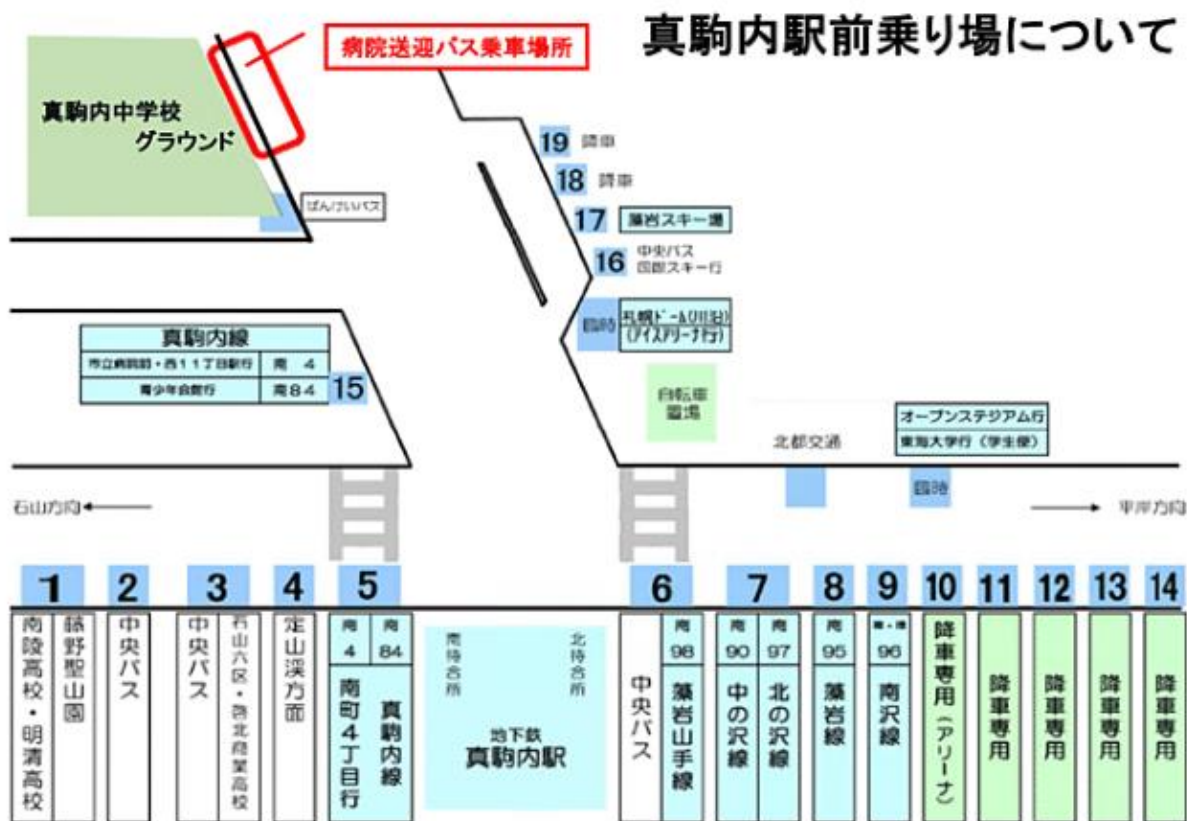 真駒内駅前乗り場について
病院送迎バス乗車場所
真駒内中学校
グラウンド
ばんけいバス
19 降車
18 降車
17 藻岩スキー場
16 中央バス
国際スキー行
臨時 札幌ドーム(川沿)
(アイスアリーナ行)
真駒内線
市立病院前・西11丁目駅行 南 4
青少年会館行 南84
15
自転車
置場
北都交通
オープンステジアム行
東海大学行(学生便)
臨時
石山方向
平岸方向
1
南陵高校・明清高校
藤野聖山園
2
中央バス
3
中央バス
石山六区・啓北商業高校
4
定山渓方面
5
南 4 南町4丁目行
南 84 真駒内線
南待合所
北待合所
地下鉄
真駒内駅
6
中央バス
南 98 藻岩山手線
7
南 90 中の沢線
南 97 北の沢線
8
南 95 藻岩線
9
96 南沢線
10
降車専用(アリーナ)
11
降車専用
12
降車専用
13
降車専用
14
降車専用